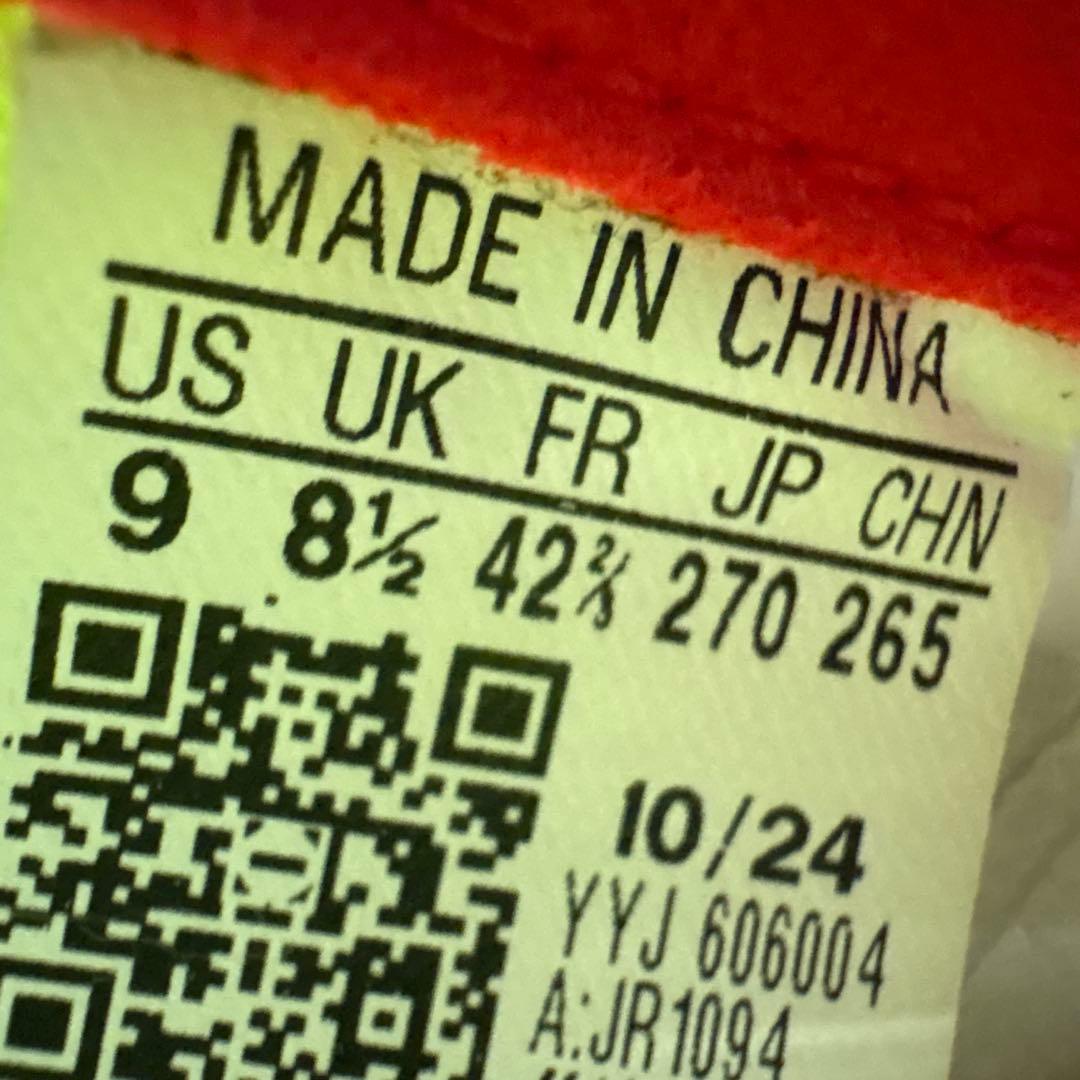 MADE IN CHINA
US UK FR JP CHN
9 8½ 42⅔ 270 265
10/24
YYJ 606004
A:JR1094